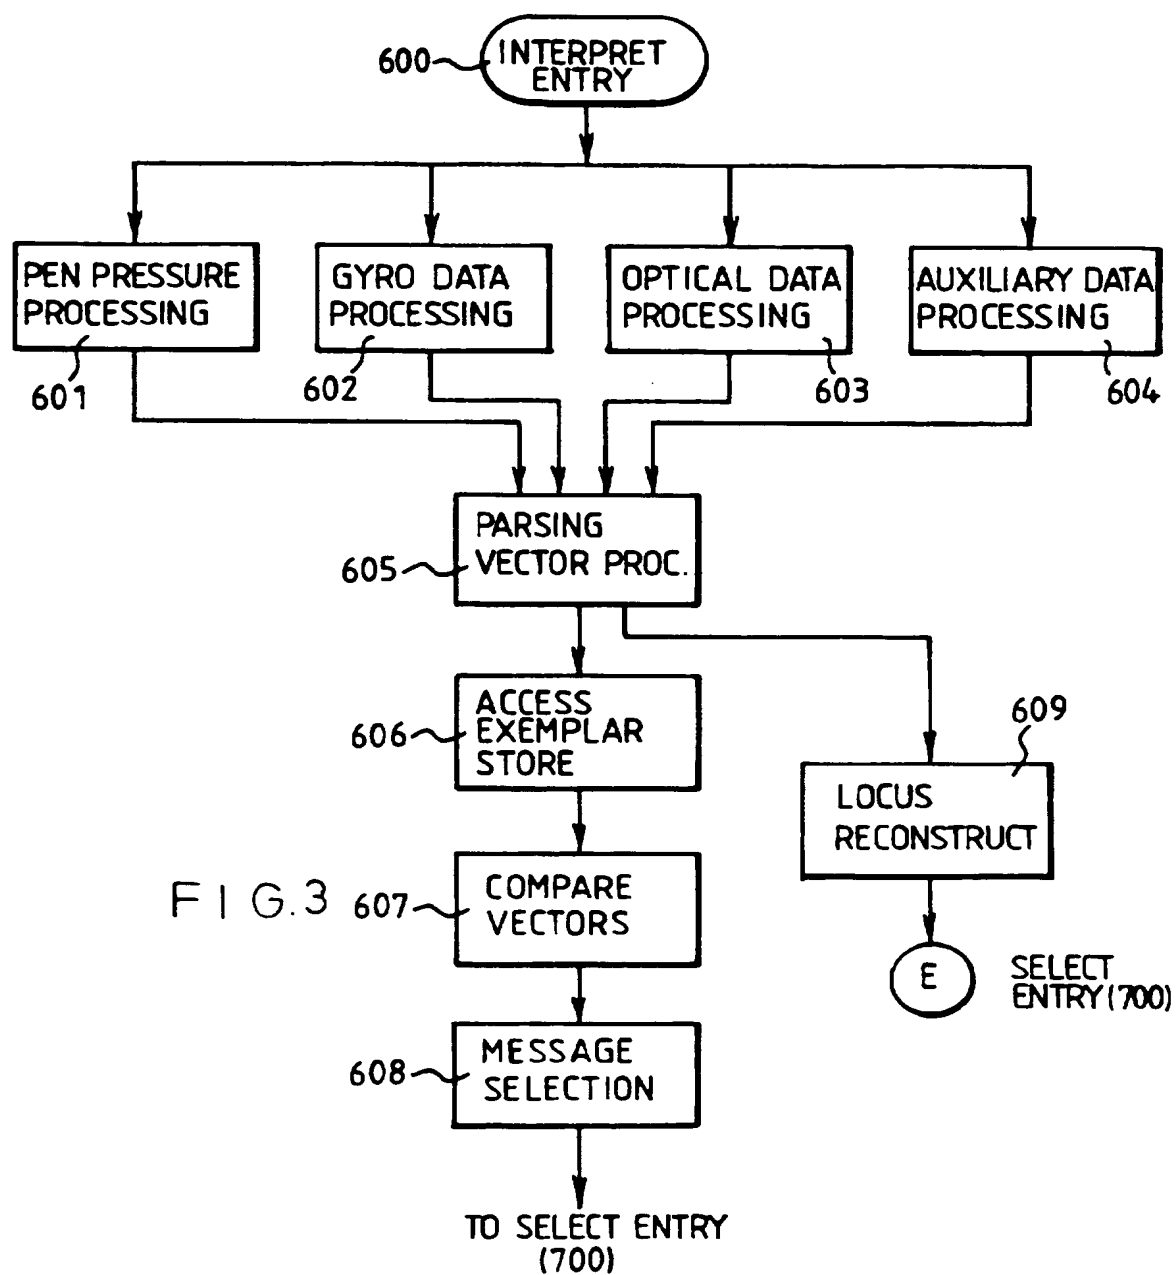 600
INTERPRET
ENTRY
PEN PRESSURE
PROCESSING
601
GYRO DATA
PROCESSING
602
OPTICAL DATA
PROCESSING
603
AUXILIARY DATA
PROCESSING
604
PARSING
VECTOR PROC.
605
ACCESS
EXEMPLAR
STORE
606
609
LOCUS
RECONSTRUCT
FIG.3
607
COMPARE
VECTORS
E
SELECT
ENTRY (700)
608
MESSAGE
SELECTION
TO SELECT ENTRY
(700)